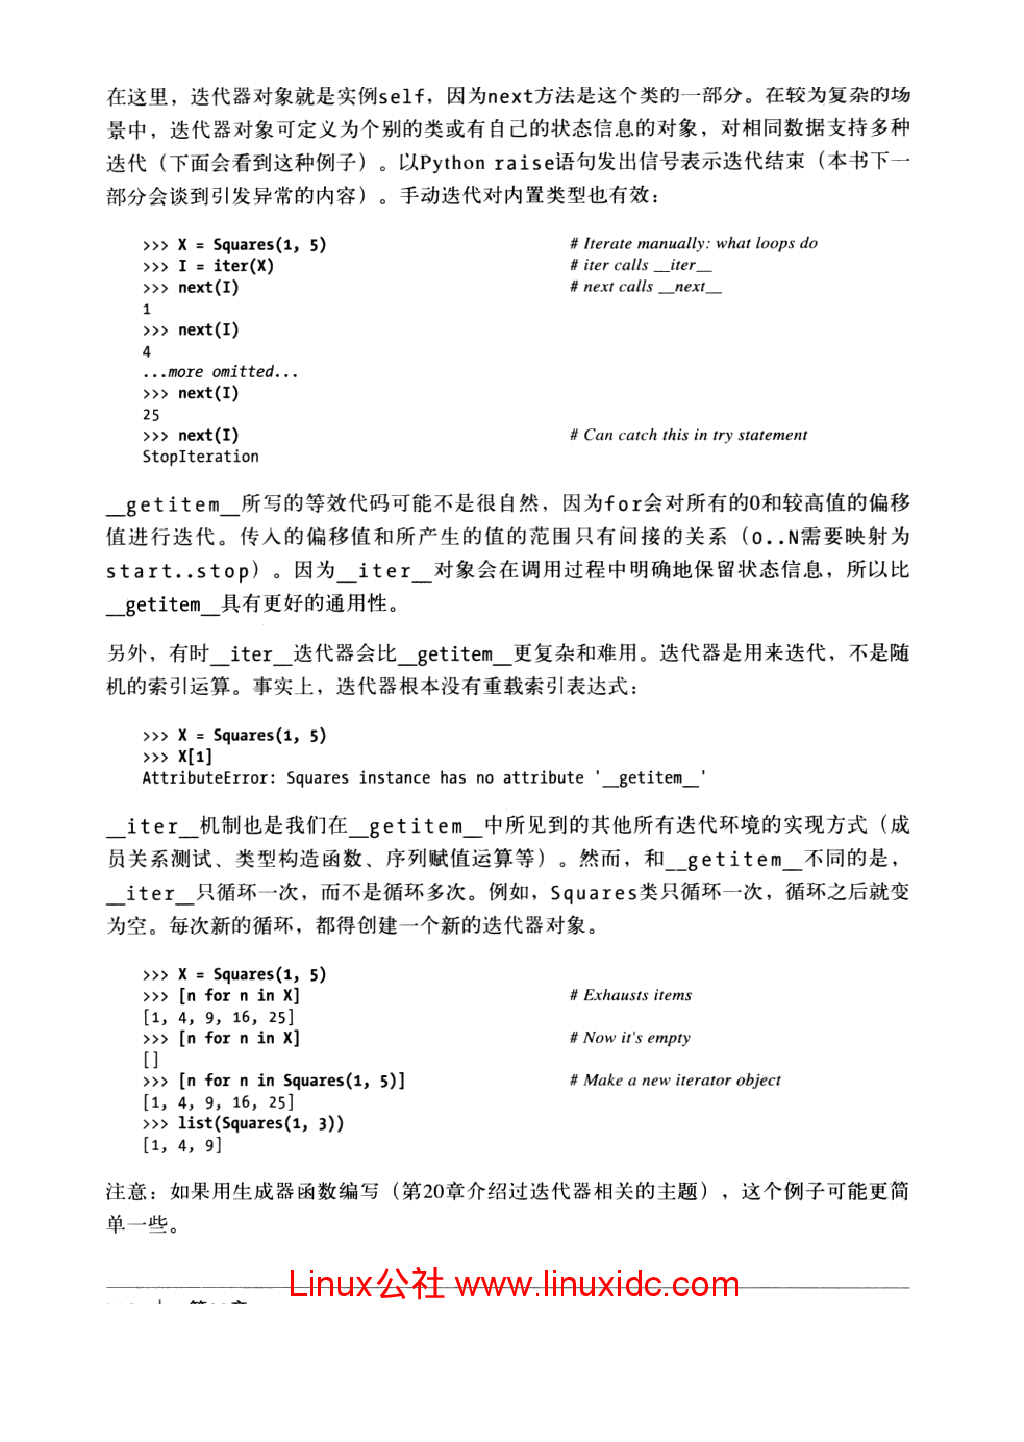 在这里，迭代器对象就是实例self，因为next方法是这个类的一部分。在较为复杂的场
景中，迭代器对象可定义为个别的类或有自己的状态信息的对象，对相同数据支持多种
迭代（下面会看到这种例子）。以Python raise语句发出信号表示迭代结束（本书下一
部分会谈到引发异常的内容）。手动迭代对内置类型也有效：
>>> X = Squares(1, 5) # Iterate manually: what loops do
>>> I = iter(X) # iter calls __iter__
>>> next(I) # next calls __next__
1
>>> next(I)
4
...more omitted...
>>> next(I)
25
>>> next(I) # Can catch this in try statement
StopIteration
__getitem__所写的等效代码可能不是很自然，因为for会对所有的0和较高值的偏移
值进行迭代。传入的偏移值和所产生的值的范围只有间接的关系（0..N需要映射为
start..stop）。因为__iter__对象会在调用过程中明确地保留状态信息，所以比
__getitem__具有更好的通用性。
另外，有时__iter__迭代器会比__getitem__更复杂和难用。迭代器是用来迭代，不是随
机的索引运算。事实上，迭代器根本没有重载索引表达式：
>>> X = Squares(1, 5)
>>> X[1]
AttributeError: Squares instance has no attribute '__getitem__'
__iter__机制也是我们在__getitem__中所见到的其他所有迭代环境的实现方式（成
员关系测试、类型构造函数、序列赋值运算等）。然而，和__getitem__不同的是，
__iter__只循环一次，而不是循环多次。例如，Squares类只循环一次，循环之后就变
为空。每次新的循环，都得创建一个新的迭代器对象。
>>> X = Squares(1, 5)
>>> [n for n in X] # Exhausts items
[1, 4, 9, 16, 25]
>>> [n for n in X] # Now it's empty
[]
>>> [n for n in Squares(1, 5)] # Make a new iterator object
[1, 4, 9, 16, 25]
>>> list(Squares(1, 3))
[1, 4, 9]
注意：如果用生成器函数编写（第20章介绍过迭代器相关的主题），这个例子可能更简
单一些。
Linux公社 www.linuxidc.com